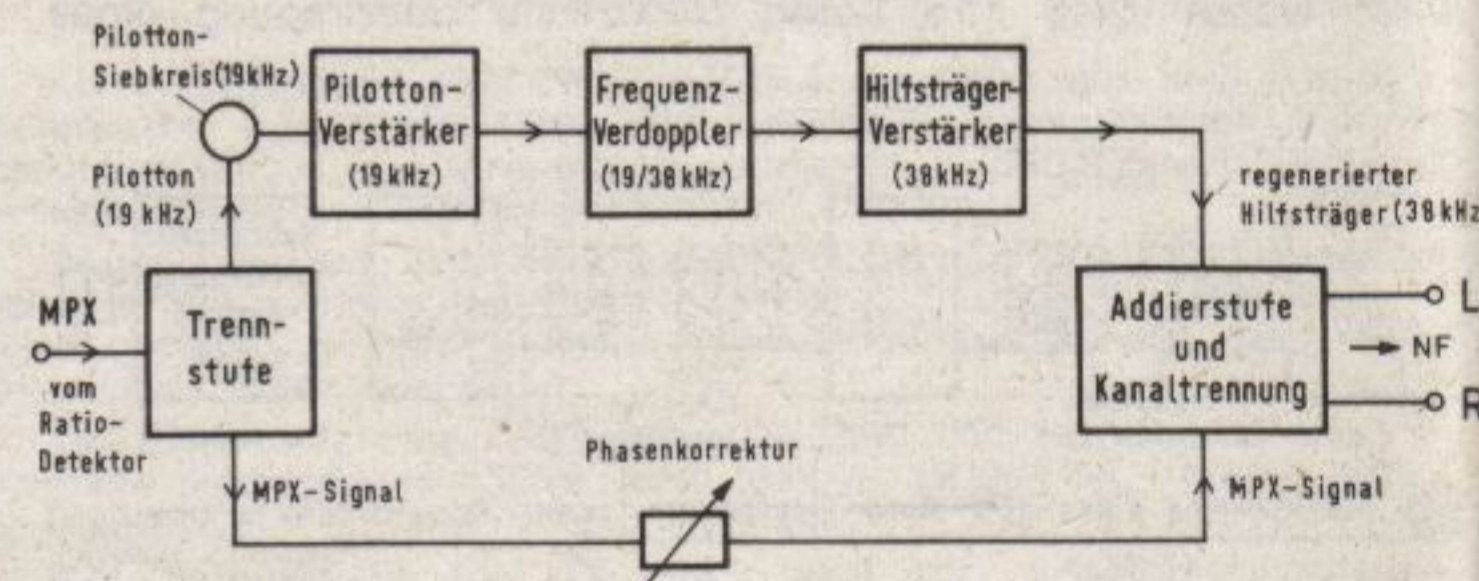 Pilotton-
Siebkreis(19kHz)
Pilotton-
Verstärker
(19kHz)
Frequenz-
Verdoppler
(19/38kHz)
Hilfsträger-
Verstärker
(38kHz)
Pilotton
(19 kHz)
regenerierter
Hilfsträger(38kHz
MPX
vom
Ratio-
Detektor
Trenn-
stufe
Addierstufe
und
Kanaltrennung
L
NF
R
Phasenkorrektur
MPX-Signal
MPX-Signal